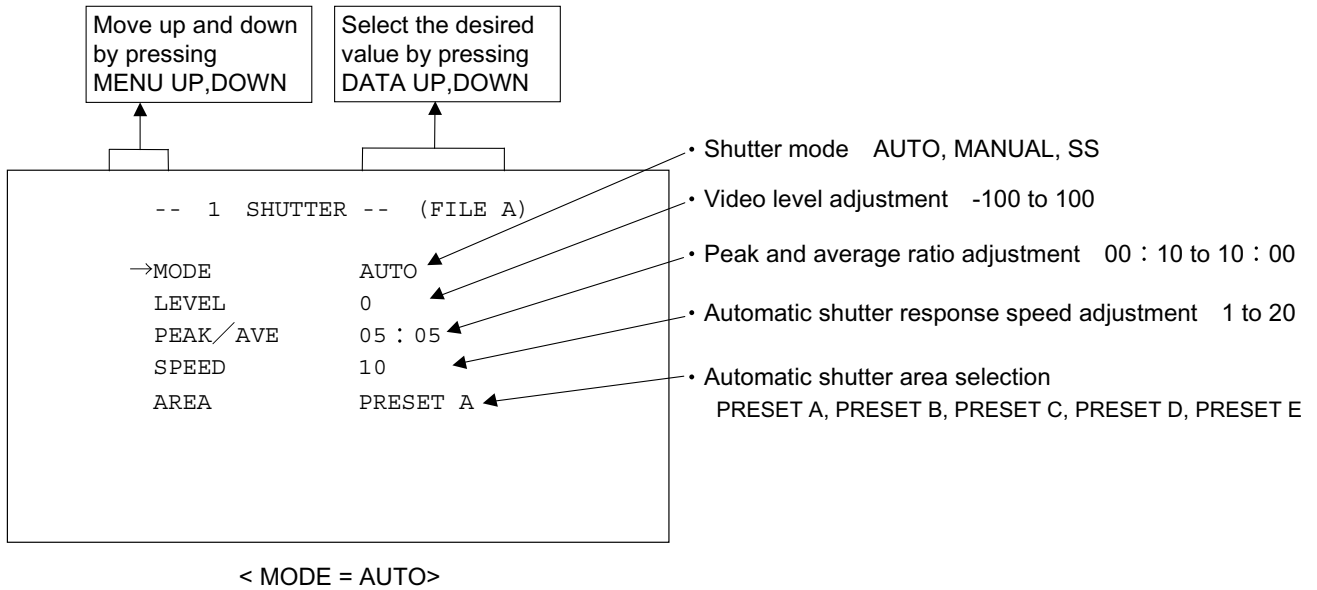 Move up and down
by pressing
MENU UP,DOWN
Select the desired
value by pressing
DATA UP,DOWN
-- 1 SHUTTER -- (FILE A)
→MODE AUTO
LEVEL 0
PEAK／AVE 05：05
SPEED 10
AREA PRESET A
・Shutter mode AUTO, MANUAL, SS
・Video level adjustment -100 to 100
・Peak and average ratio adjustment 00：10 to 10：00
・Automatic shutter response speed adjustment 1 to 20
・Automatic shutter area selection
PRESET A, PRESET B, PRESET C, PRESET D, PRESET E
< MODE = AUTO>